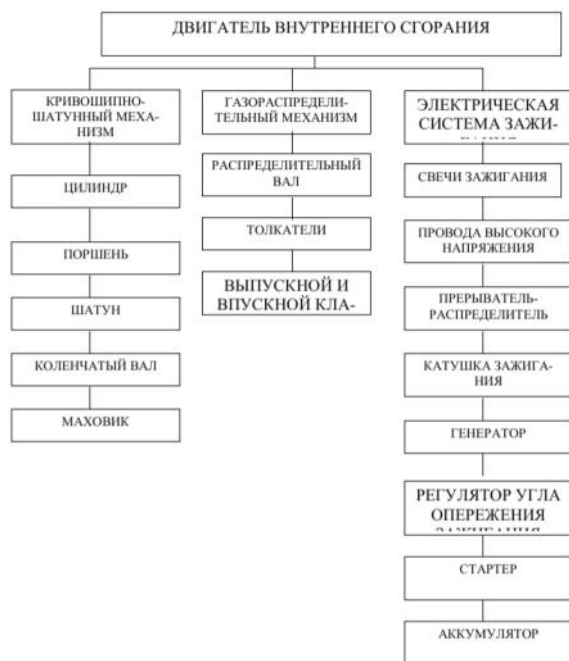 ДВИГАТЕЛЬ ВНУТРЕННЕГО СГОРАНИЯ
КРИВОШИПНО-
ШАТУННЫЙ МЕХА-
НИЗМ
ЦИЛИНДР
ПОРШЕНЬ
ШАТУН
КОЛЕНЧАТЫЙ ВАЛ
МАХОВИК
ГАЗОРАСПРЕДЕЛИ-
ТЕЛЬНЫЙ МЕХАНИЗМ
РАСПРЕДЕЛИТЕЛЬНЫЙ
ВАЛ
ТОЛКАТЕЛИ
ВЫПУСКНОЙ И
ВПУСКНОЙ КЛА-
ЭЛЕКТРИЧЕСКАЯ
СИСТЕМА ЗАЖИ-
СВЕЧИ ЗАЖИГАНИЯ
ПРОВОДА ВЫСОКОГО
НАПРЯЖЕНИЯ
ПРЕРЫВАТЕЛЬ-
РАСПРЕДЕЛИТЕЛЬ
КАТУШКА ЗАЖИГА-
НИЯ
ГЕНЕРАТОР
РЕГУЛЯТОР УГЛА
ОПЕРЕЖЕНИЯ
СТАРТЕР
АККУМУЛЯТОР